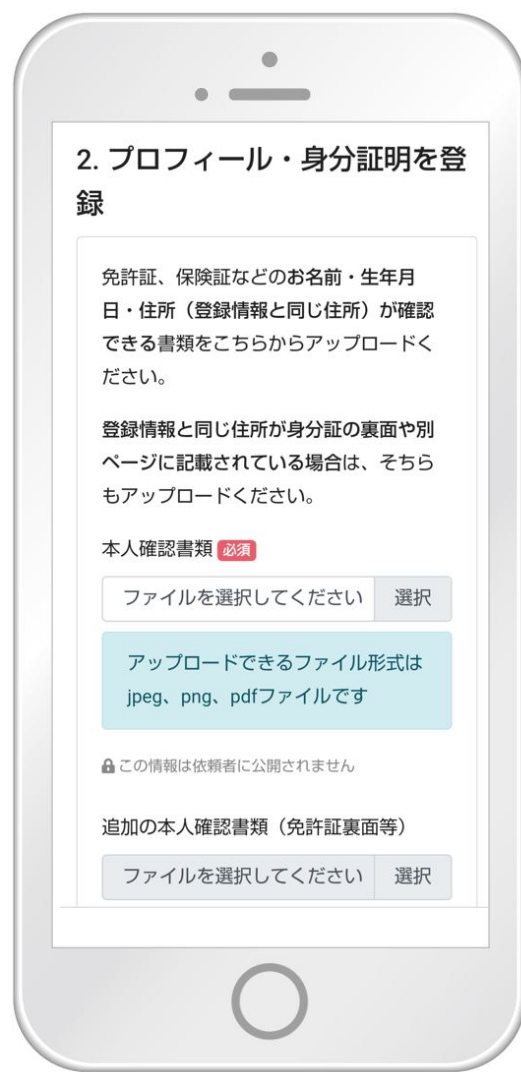 2. プロフィール・身分証明を登
録
免許証、保険証などのお名前・生年月
日・住所（登録情報と同じ住所）が確認
できる書類をこちらからアップロードく
ださい。
登録情報と同じ住所が身分証の裏面や別
ページに記載されている場合は、そちら
もアップロードください。
本人確認書類 必須
ファイルを選択してください 選択
アップロードできるファイル形式は
jpeg、png、pdfファイルです
この情報は依頼者に公開されません
追加の本人確認書類（免許証裏面等）
ファイルを選択してください 選択